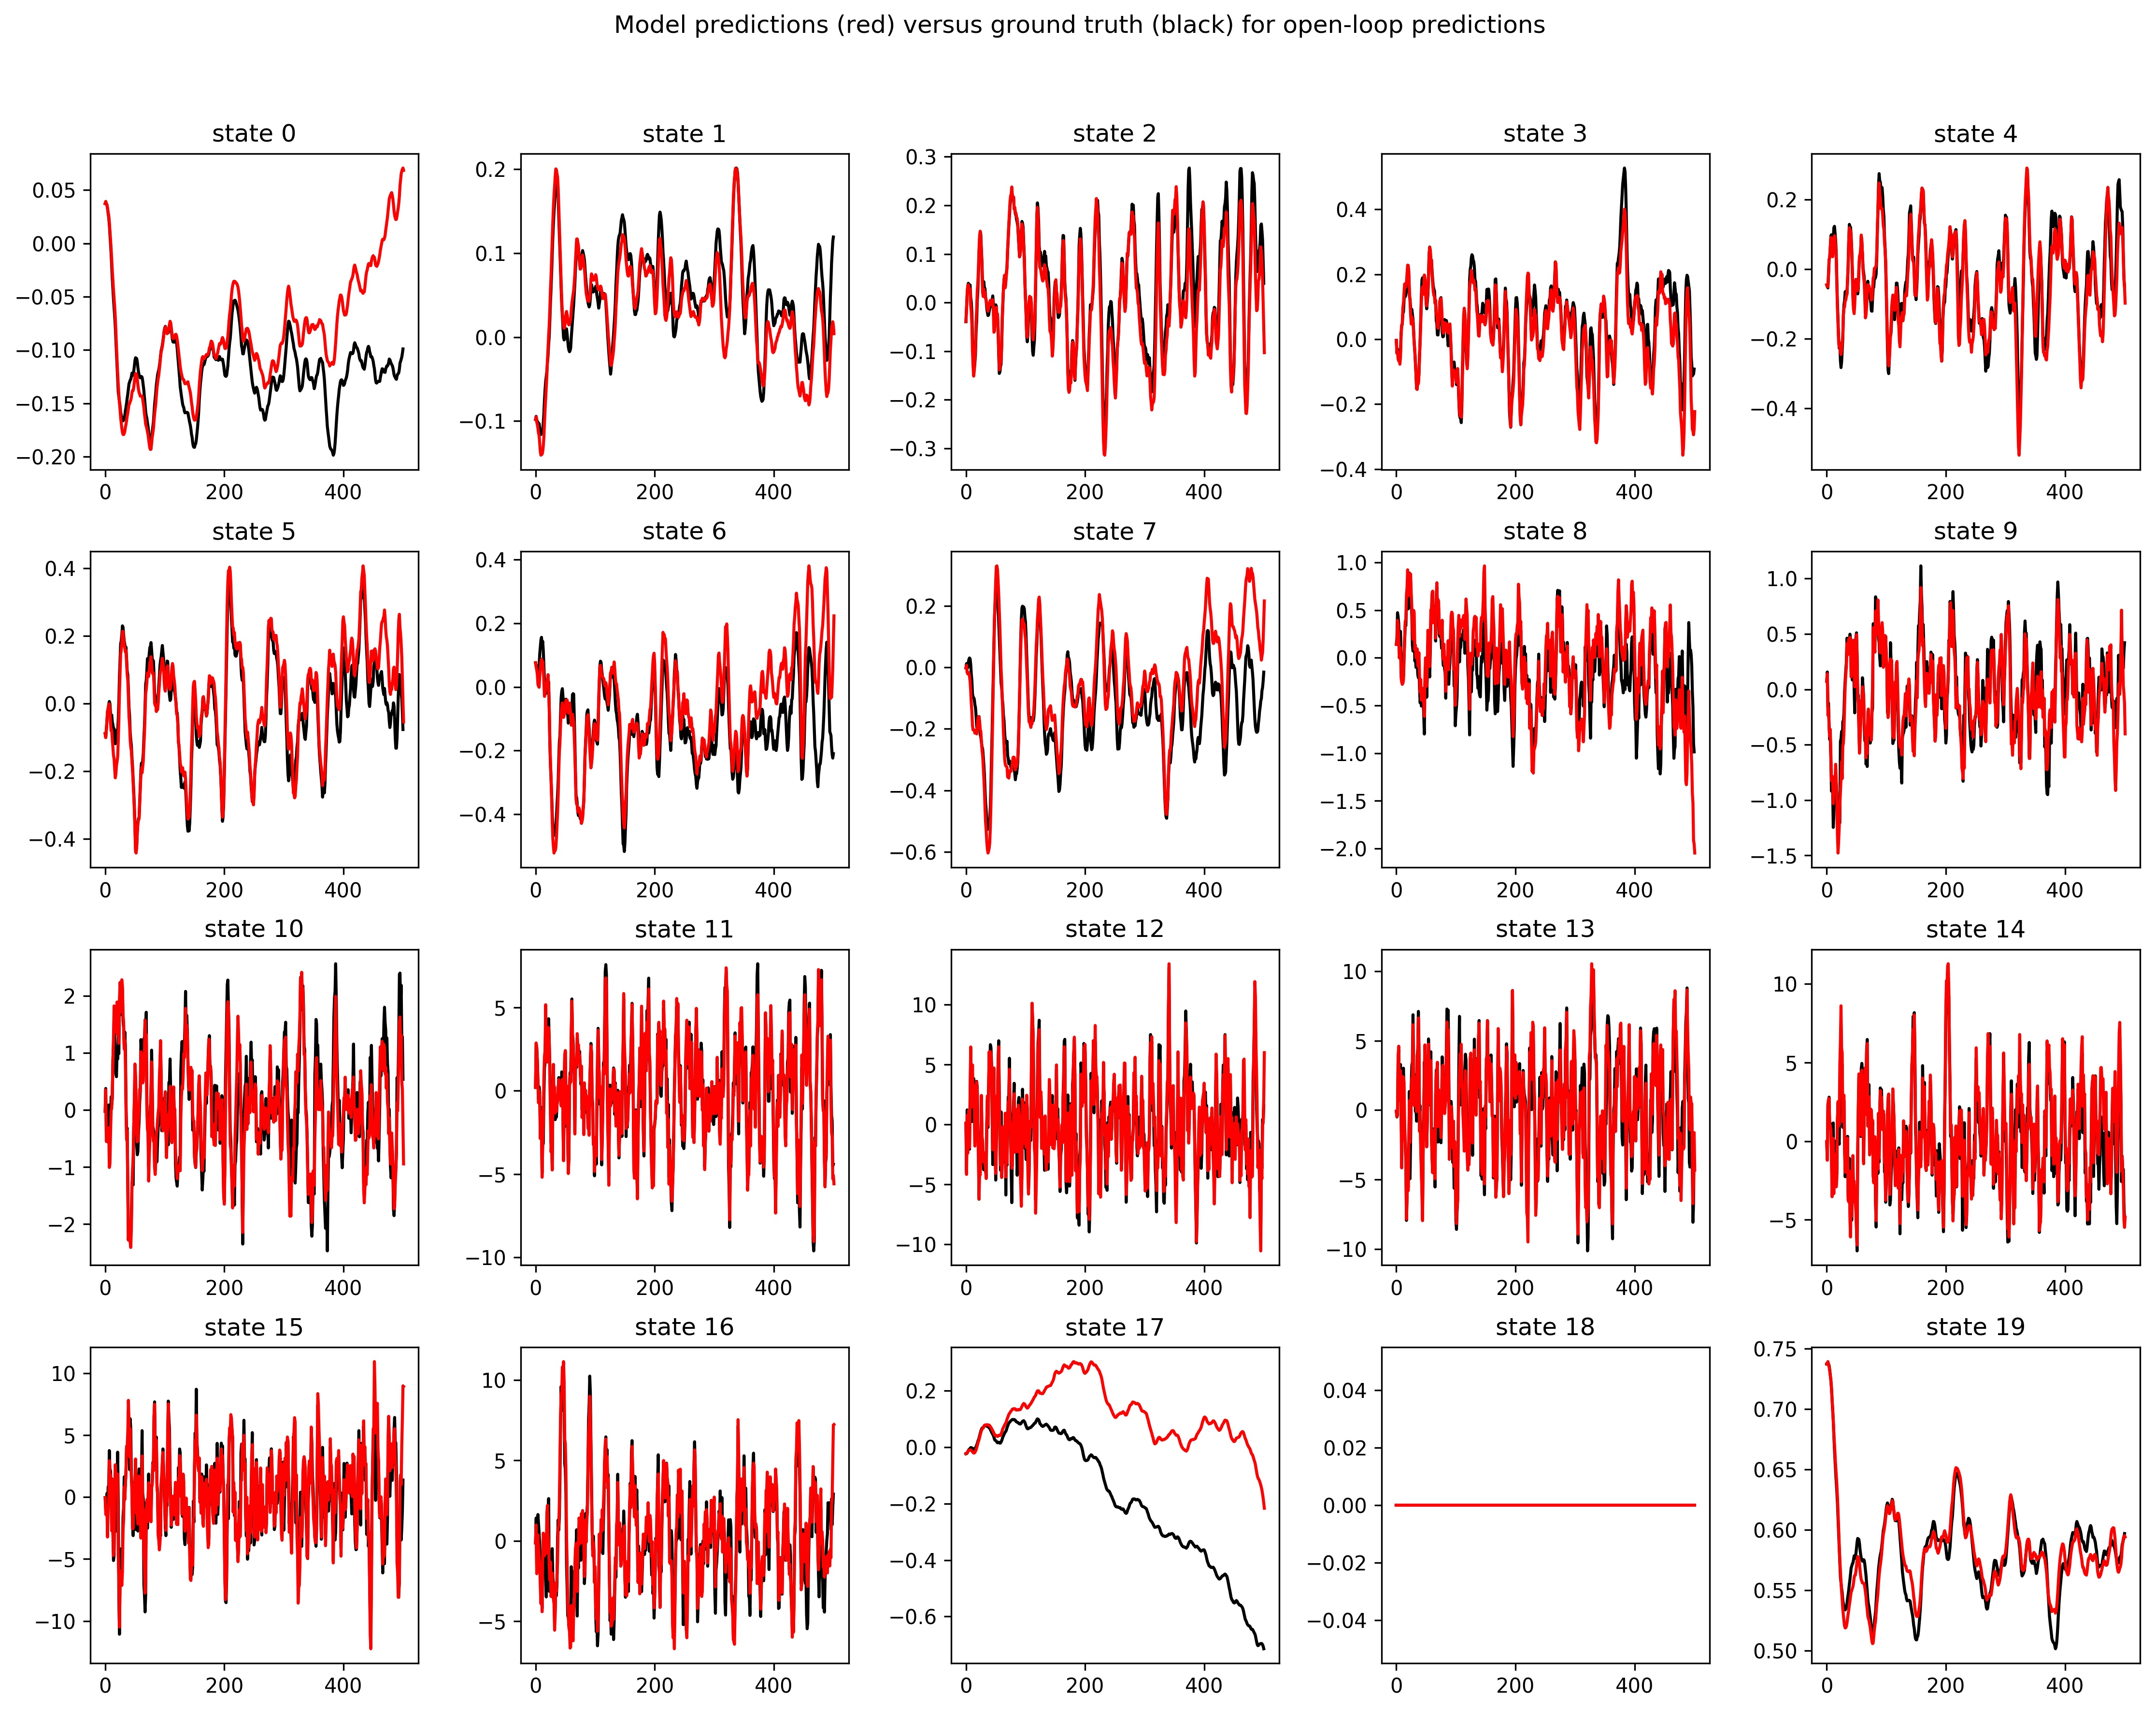 Model predictions (red) versus ground truth (black) for open-loop predictions
state 0 state 1 state 2 state 3 state 4
0.05 0.00 −0.05 −0.10 −0.15 −0.20
0 200 400
0.2 0.1 0.0 −0.1
0 200 400
0.3 0.2 0.1 0.0 −0.1 −0.2 −0.3
0 200 400
0.4 0.2 0.0 −0.2 −0.4
0 200 400
0.2 0.0 −0.2 −0.4
0 200 400
state 5 state 6 state 7 state 8 state 9
0.4 0.2 0.0 −0.2 −0.4
0 200 400
0.4 0.2 0.0 −0.2 −0.4
0 200 400
0.2 0.0 −0.2 −0.4 −0.6
0 200 400
1.0 0.5 0.0 −0.5 −1.0 −1.5 −2.0
0 200 400
1.0 0.5 0.0 −0.5 −1.0 −1.5
0 200 400
state 10 state 11 state 12 state 13 state 14
2 1 0 −1 −2
0 200 400
5 0 −5 −10
0 200 400
10 5 0 −5 −10
0 200 400
10 5 0 −5 −10
0 200 400
10 5 0 −5
0 200 400
state 15 state 16 state 17 state 18 state 19
10 5 0 −5 −10
0 200 400
10 5 0 −5
0 200 400
0.2 0.0 −0.2 −0.4 −0.6
0 200 400
0.04 0.02 0.00 −0.02 −0.04
0 200 400
0.75 0.70 0.65 0.60 0.55 0.50
0 200 400